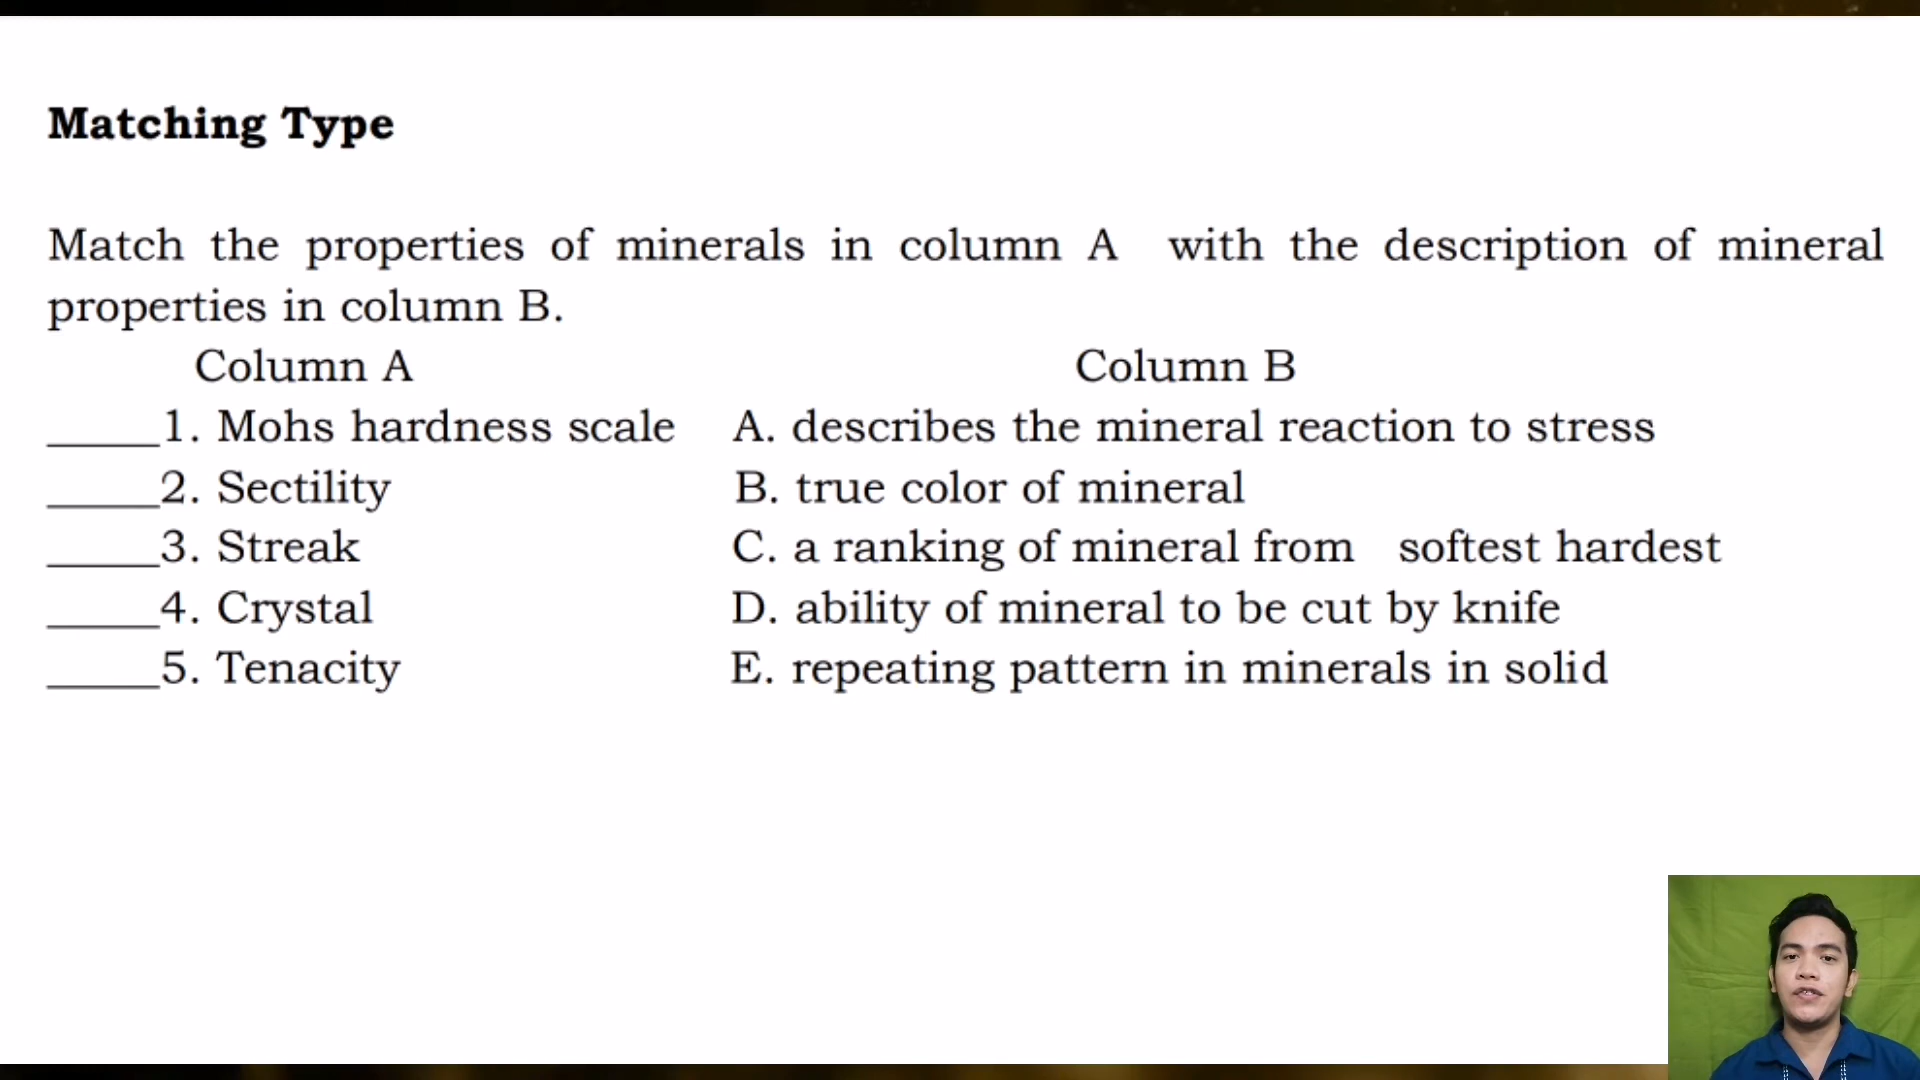 Matching Type
Match the properties of minerals in column A with the description of mineral
properties in column B.
Column A Column B
_____1. Mohs hardness scale A. describes the mineral reaction to stress
_____2. Sectility B. true color of mineral
_____3. Streak C. a ranking of mineral from softest hardest
_____4. Crystal D. ability of mineral to be cut by knife
_____5. Tenacity E. repeating pattern in minerals in solid